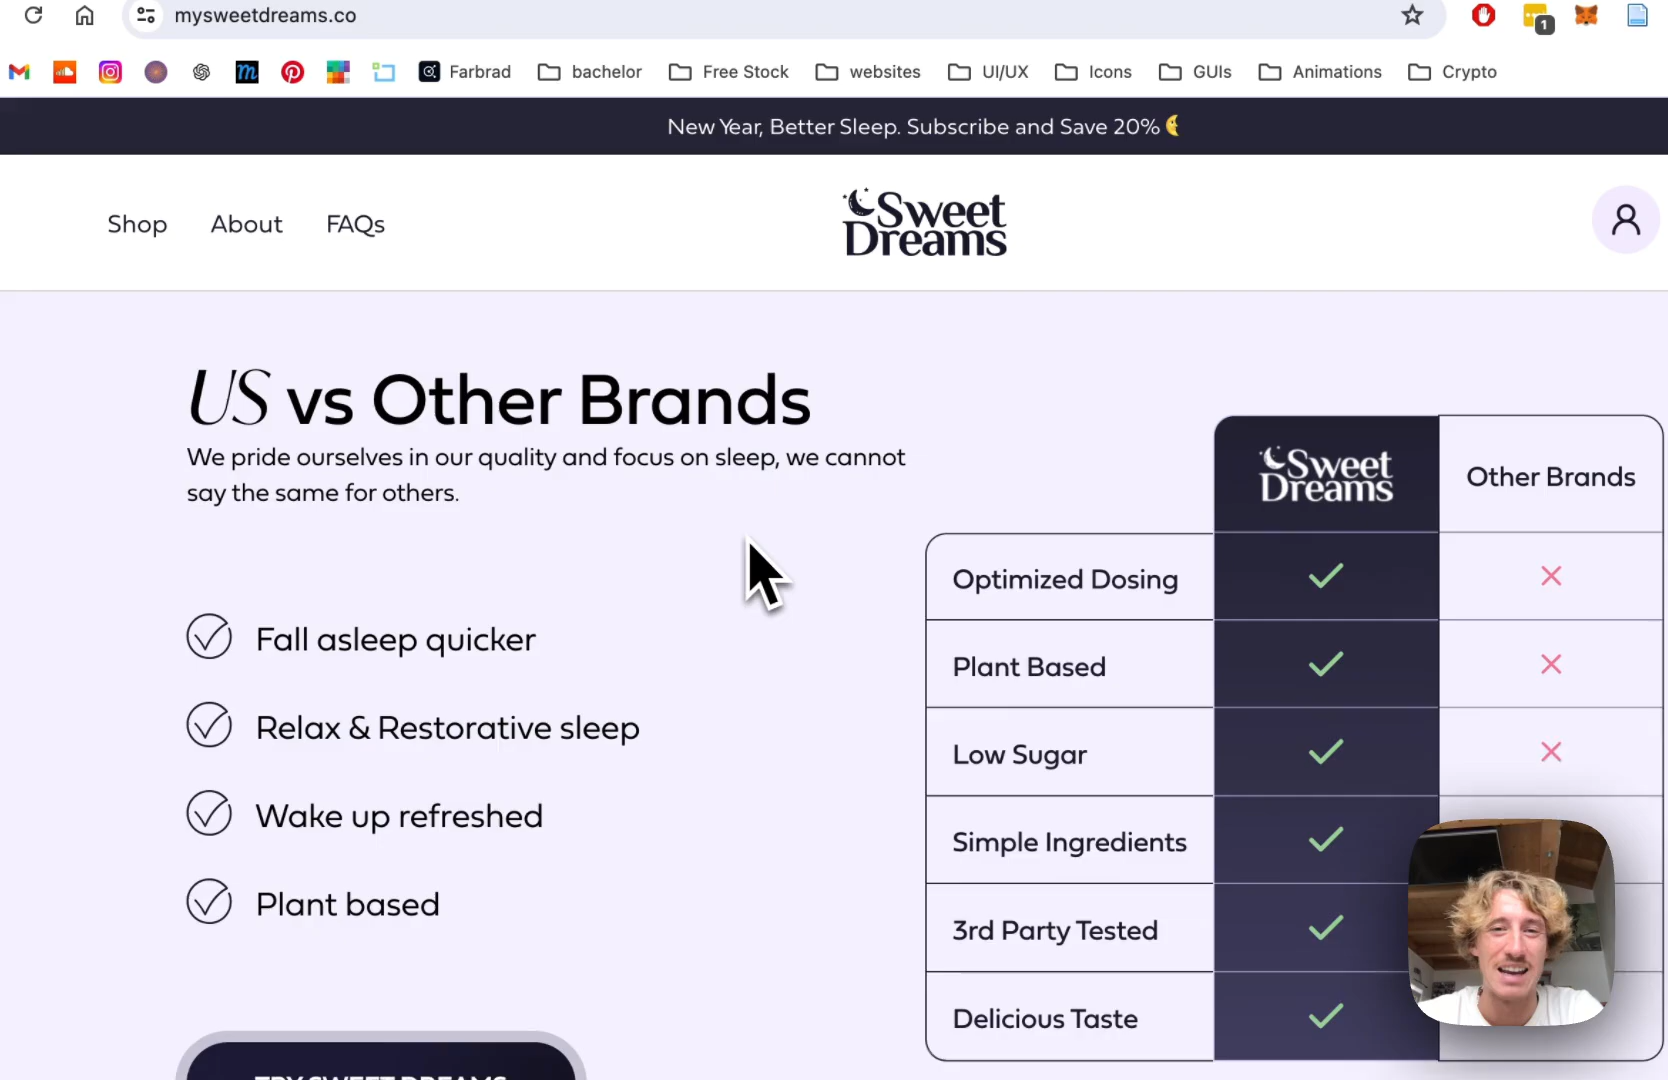 mysweetdreams.co
1
Farbrad
bachelor
Free Stock
websites
UI/UX
Icons
GUIs
Animations
Crypto
New Year, Better Sleep. Subscribe and Save 20%
Shop
About
FAQs
Sweet
Dreams
US vs Other Brands
We pride ourselves in our quality and focus on sleep, we cannot
say the same for others.
Fall asleep quicker
Relax & Restorative sleep
Wake up refreshed
Plant based
TRY SWEET DREAMS
Sweet
Dreams
Other Brands
Optimized Dosing
Plant Based
Low Sugar
Simple Ingredients
3rd Party Tested
Delicious Taste